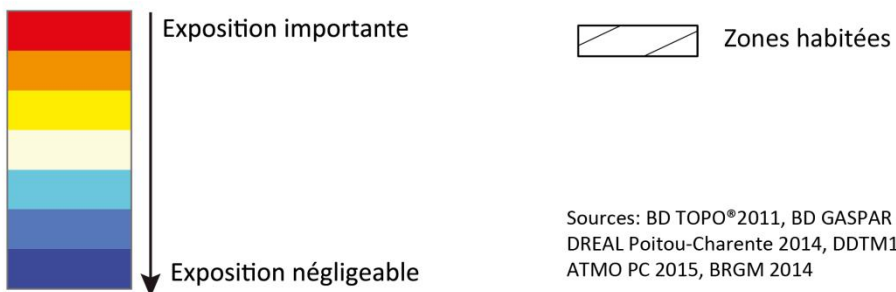 Exposition importante
Zones habitées
Exposition négligeable
Sources: BD TOPO®2011, BD GASPAR
DREAL Poitou-Charente 2014, DDTM1
ATMO PC 2015, BRGM 2014